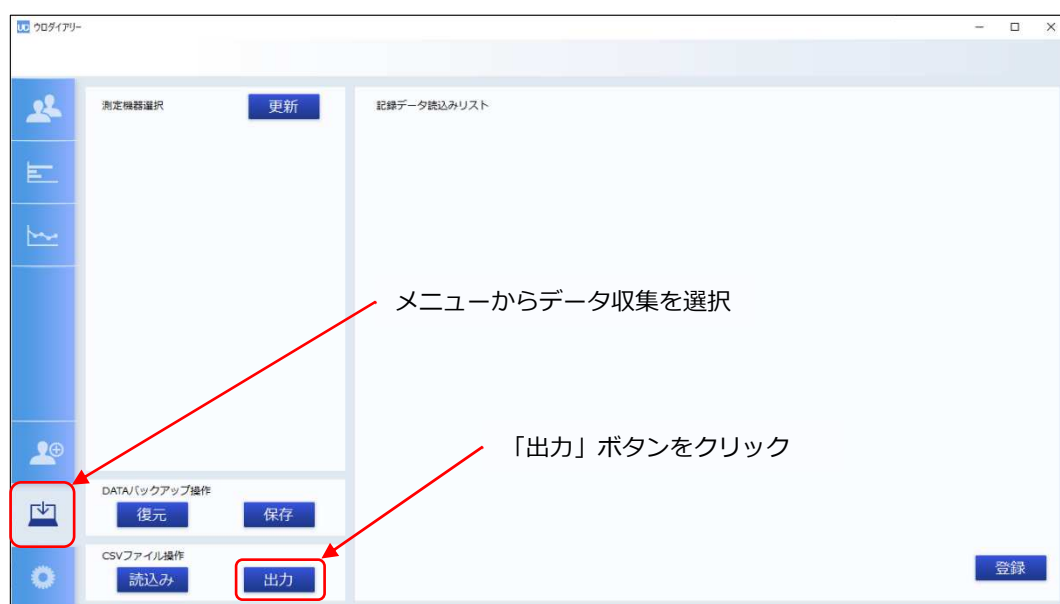 UD ウロダイアリー
測定機器選択
更新
記録データ読込みリスト
メニューからデータ収集を選択
「出力」ボタンをクリック
DATAバックアップ操作
復元
保存
CSVファイル操作
読込み
出力
登録